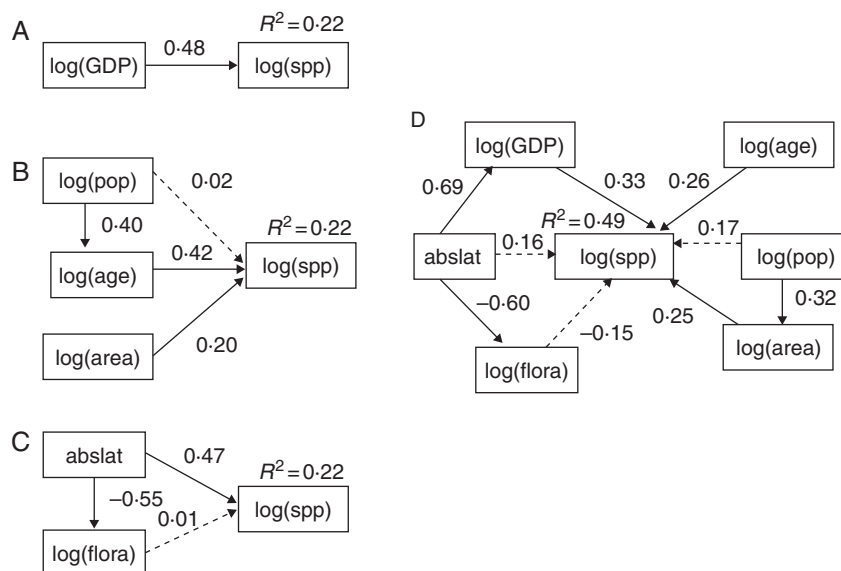 A
R² = 0·22
log(GDP)
0·48
log(spp)
B
log(pop)
0·02
0·40
R² = 0·22
log(age)
0·42
log(spp)
log(area)
0·20
C
abslat
0·47
R² = 0·22
–0·55
0·01
log(spp)
log(flora)
D
log(GDP)
log(age)
0·69
0·33
0·26
R² = 0·49
abslat
0·16
log(spp)
0·17
log(pop)
–0·60
–0·15
0·25
0·32
log(flora)
log(area)